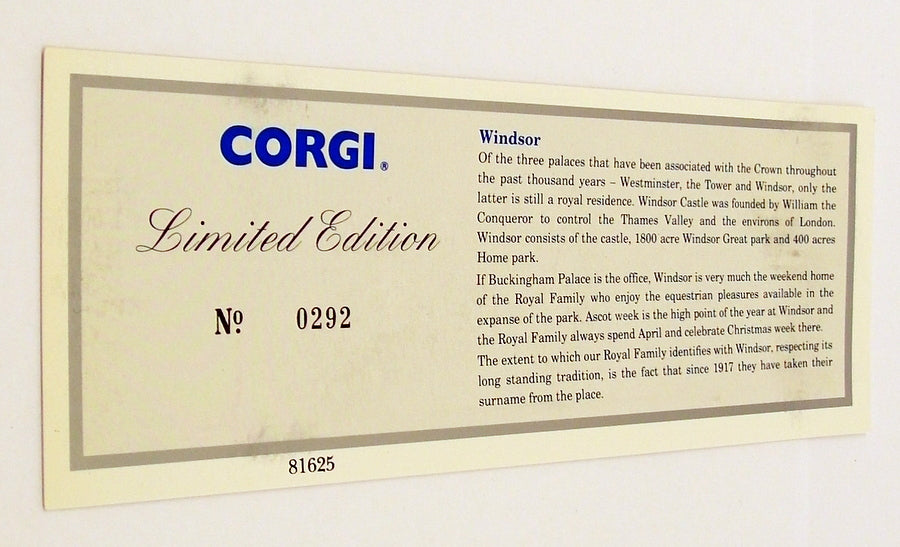 CORGI®
Limited Edition
No 0292
81625
Windsor
Of the three palaces that have been associated with the Crown throughout
the past thousand years – Westminster, the Tower and Windsor, only the
latter is still a royal residence. Windsor Castle was founded by William the
Conqueror to control the Thames Valley and the environs of London.
Windsor consists of the castle, 1800 acre Windsor Great park and 400 acres
Home park.
If Buckingham Palace is the office, Windsor is very much the weekend home
of the Royal Family who enjoy the equestrian pleasures available in the
expanse of the park. Ascot week is the high point of the year at Windsor and
the Royal Family always spend April and celebrate Christmas week there.
The extent to which our Royal Family identifies with Windsor, respecting its
long standing tradition, is the fact that since 1917 they have taken their
surname from the place.